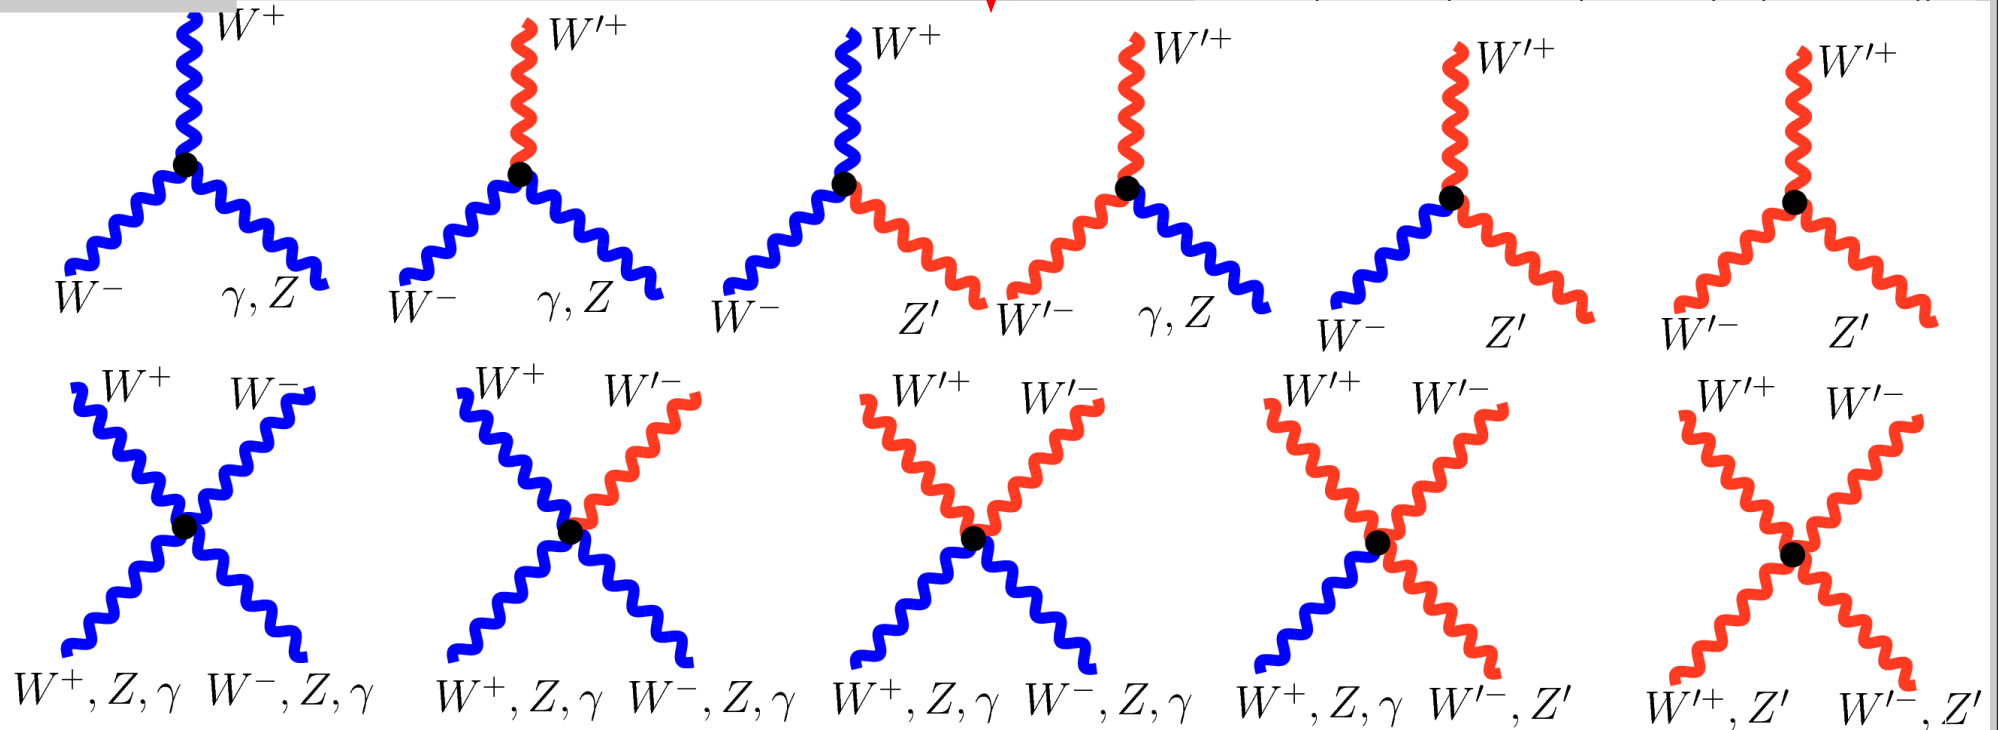 W⁺ W′⁺ W⁺ W′⁺ W′⁺ W′⁺
W⁻ γ, Z W⁻ γ, Z W⁻ Z′ W′⁻ γ, Z W⁻ Z′ W′⁻ Z′
W⁺ W⁻ W⁺ W′⁻ W′⁺ W′⁻ W′⁺ W′⁻ W′⁺ W′⁻
W⁺, Z, γ W⁻, Z, γ W⁺, Z, γ W⁻, Z, γ W⁺, Z, γ W⁻, Z, γ W⁺, Z, γ W′⁻, Z′ W′⁺, Z′ W′⁻, Z′